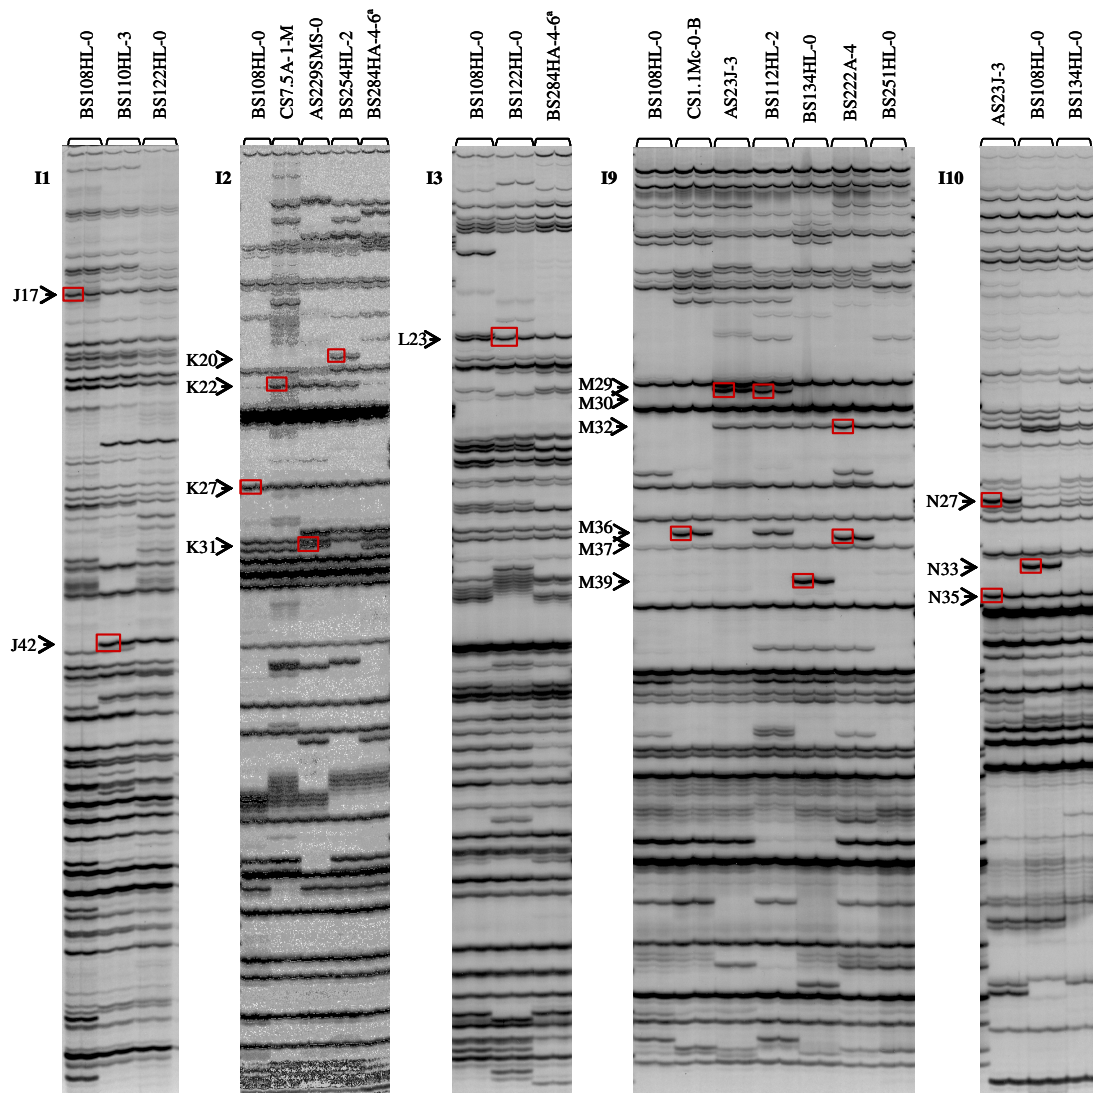 BS108HL-0
BS110HL-3
BS122HL-0
BS108HL-0
CS7.5A-1-M
AS229SMS-0
BS254HL-2
BS284HA-4-6ª
BS108HL-0
BS122HL-0
BS284HA-4-6ª
BS108HL-0
CS1.1Mc-0-B
AS23J-3
BS112HL-2
BS134HL-0
BS222A-4
BS251HL-0
AS23J-3
BS108HL-0
BS134HL-0
I1
I2
I3
I9
I10
J17
J42
K20
K22
K27
K31
L23
M29
M30
M32
M36
M37
M39
N27
N33
N35